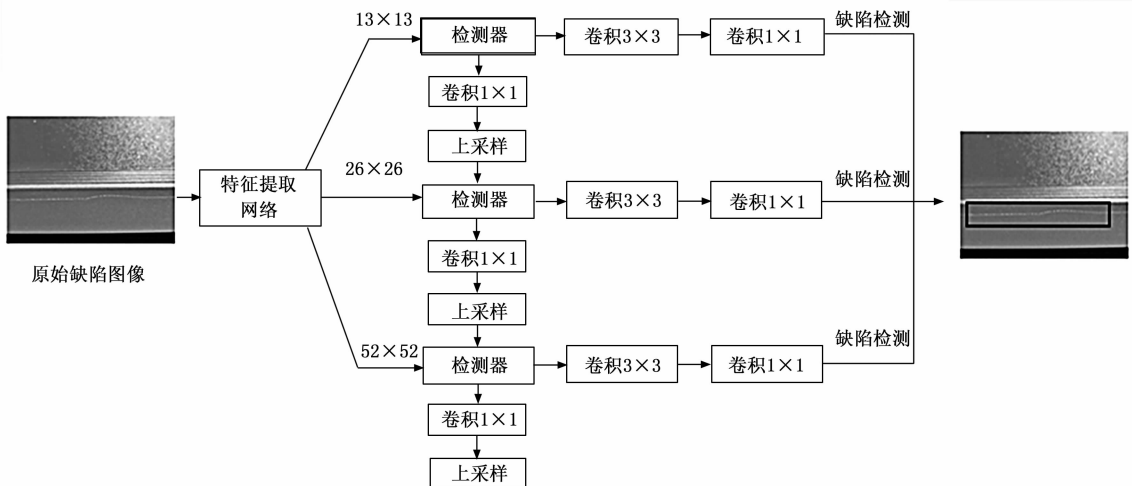 13×13
检测器
卷积3×3
卷积1×1
缺陷检测
卷积1×1
上采样
特征提取
网络
26×26
检测器
卷积3×3
卷积1×1
缺陷检测
原始缺陷图像
卷积1×1
上采样
52×52
检测器
卷积3×3
卷积1×1
缺陷检测
卷积1×1
上采样